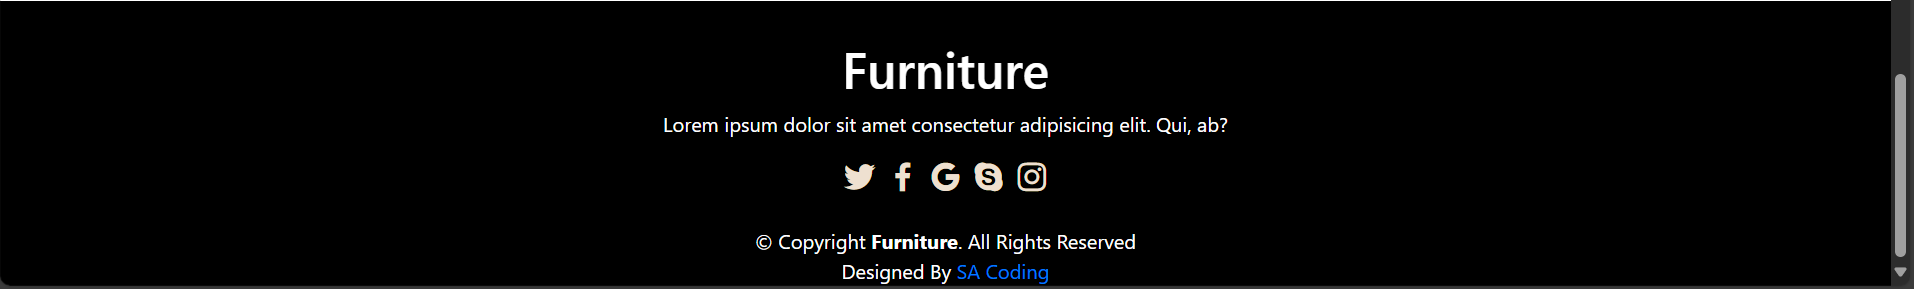 Furniture
Lorem ipsum dolor sit amet consectetur adipisicing elit. Qui, ab?
© Copyright Furniture. All Rights Reserved
Designed By SA Coding